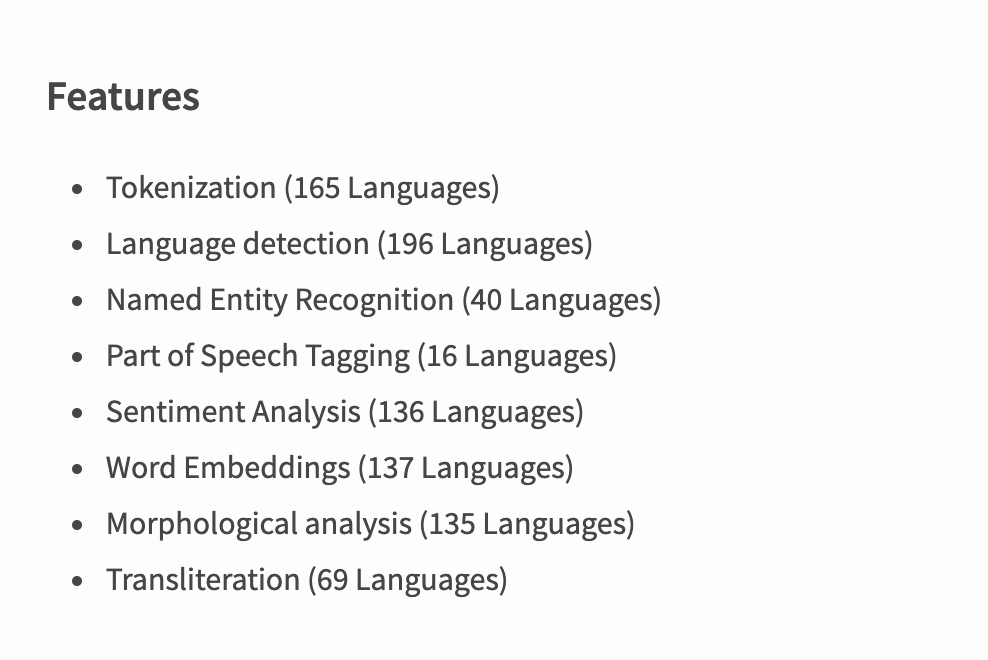 Features
• Tokenization (165 Languages)
• Language detection (196 Languages)
• Named Entity Recognition (40 Languages)
• Part of Speech Tagging (16 Languages)
• Sentiment Analysis (136 Languages)
• Word Embeddings (137 Languages)
• Morphological analysis (135 Languages)
• Transliteration (69 Languages)